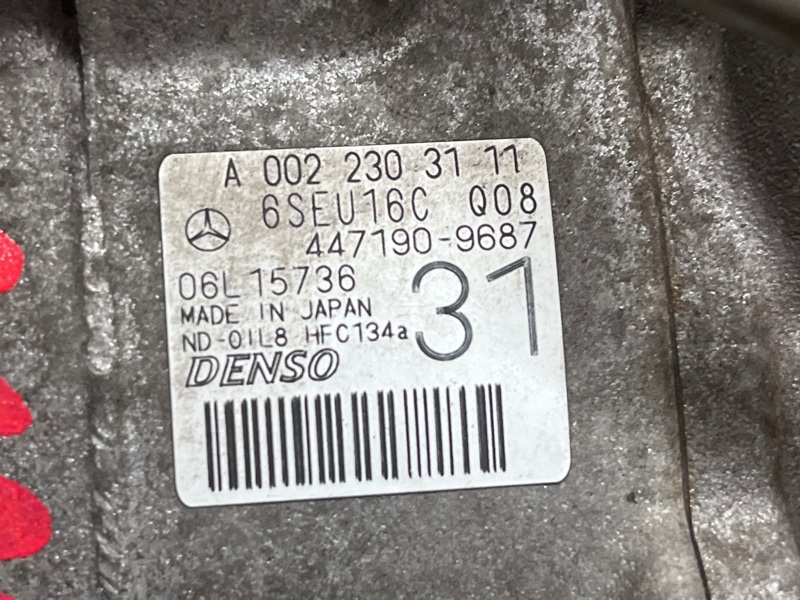 A 002 230 31 11
6SEU16C Q08
447190-9687
06L15736
31
MADE IN JAPAN
ND-OIL8 HFC134a
DENSO